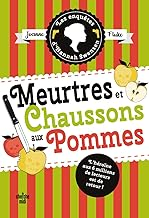 Les enquêtes
d'Hannah Swensen
Joanne
Fluke
Meurtres et
Chaussons
aux
Pommes
L'héroïne
aux 6 millions
de lecteurs
est de
retour !
cherche
midi